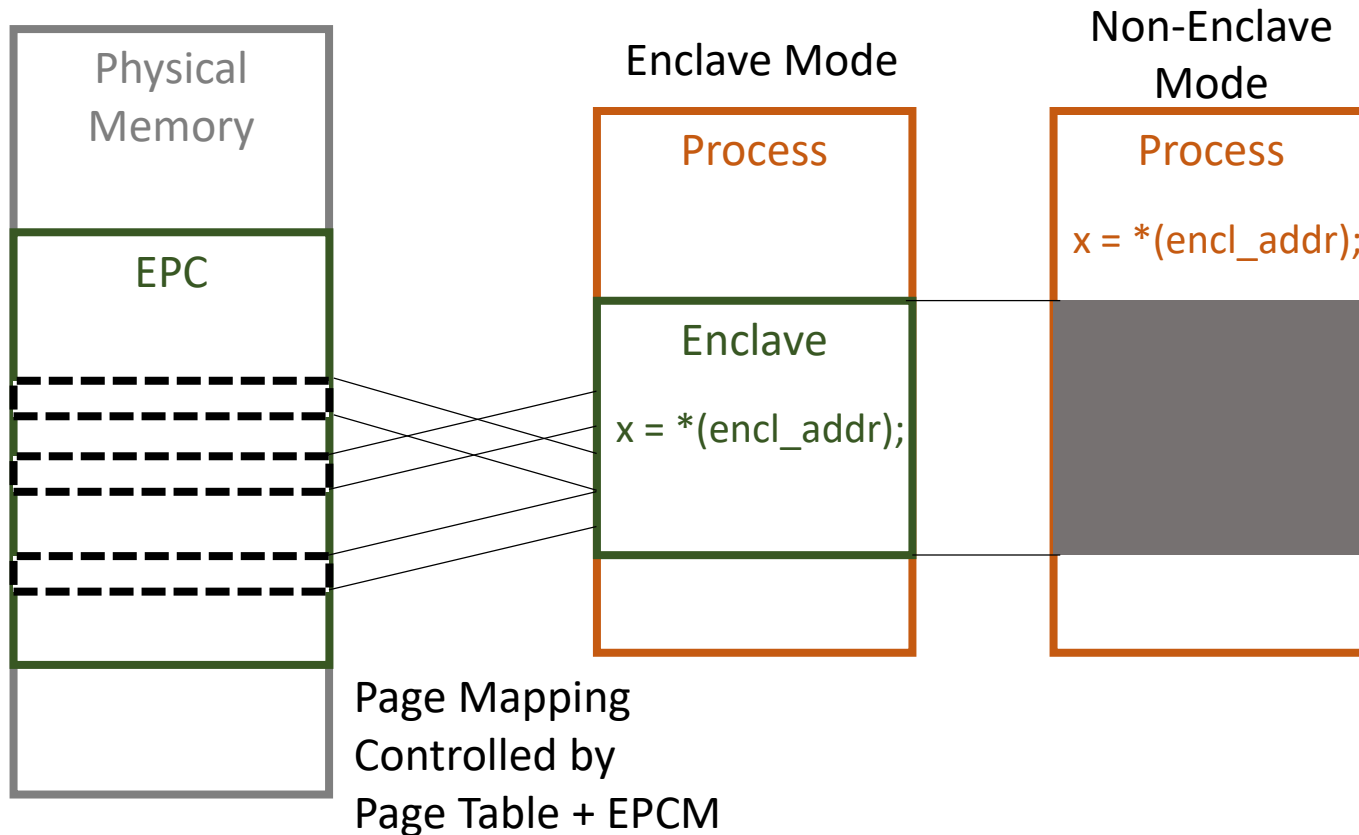 Physical
Memory
EPC
Page Mapping
Controlled by
Page Table + EPCM
Enclave Mode
Process
Enclave
x = *(encl_addr);
Non-Enclave
Mode
Process
x = *(encl_addr);